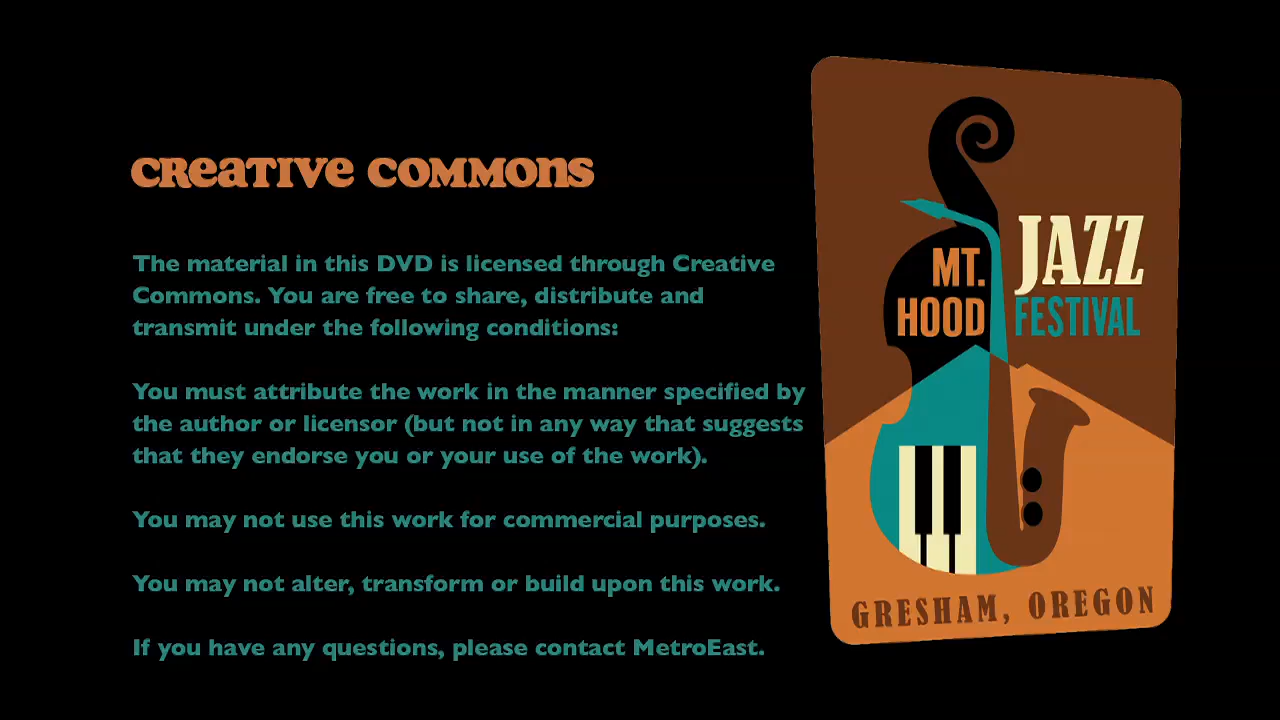 CREATIVE COMMONS
The material in this DVD is licensed through Creative
Commons. You are free to share, distribute and
transmit under the following conditions:
You must attribute the work in the manner specified by
the author or licensor (but not in any way that suggests
that they endorse you or your use of the work).
You may not use this work for commercial purposes.
You may not alter, transform or build upon this work.
If you have any questions, please contact MetroEast.
MT.
HOOD
JAZZ
FESTIVAL
GRESHAM, OREGON